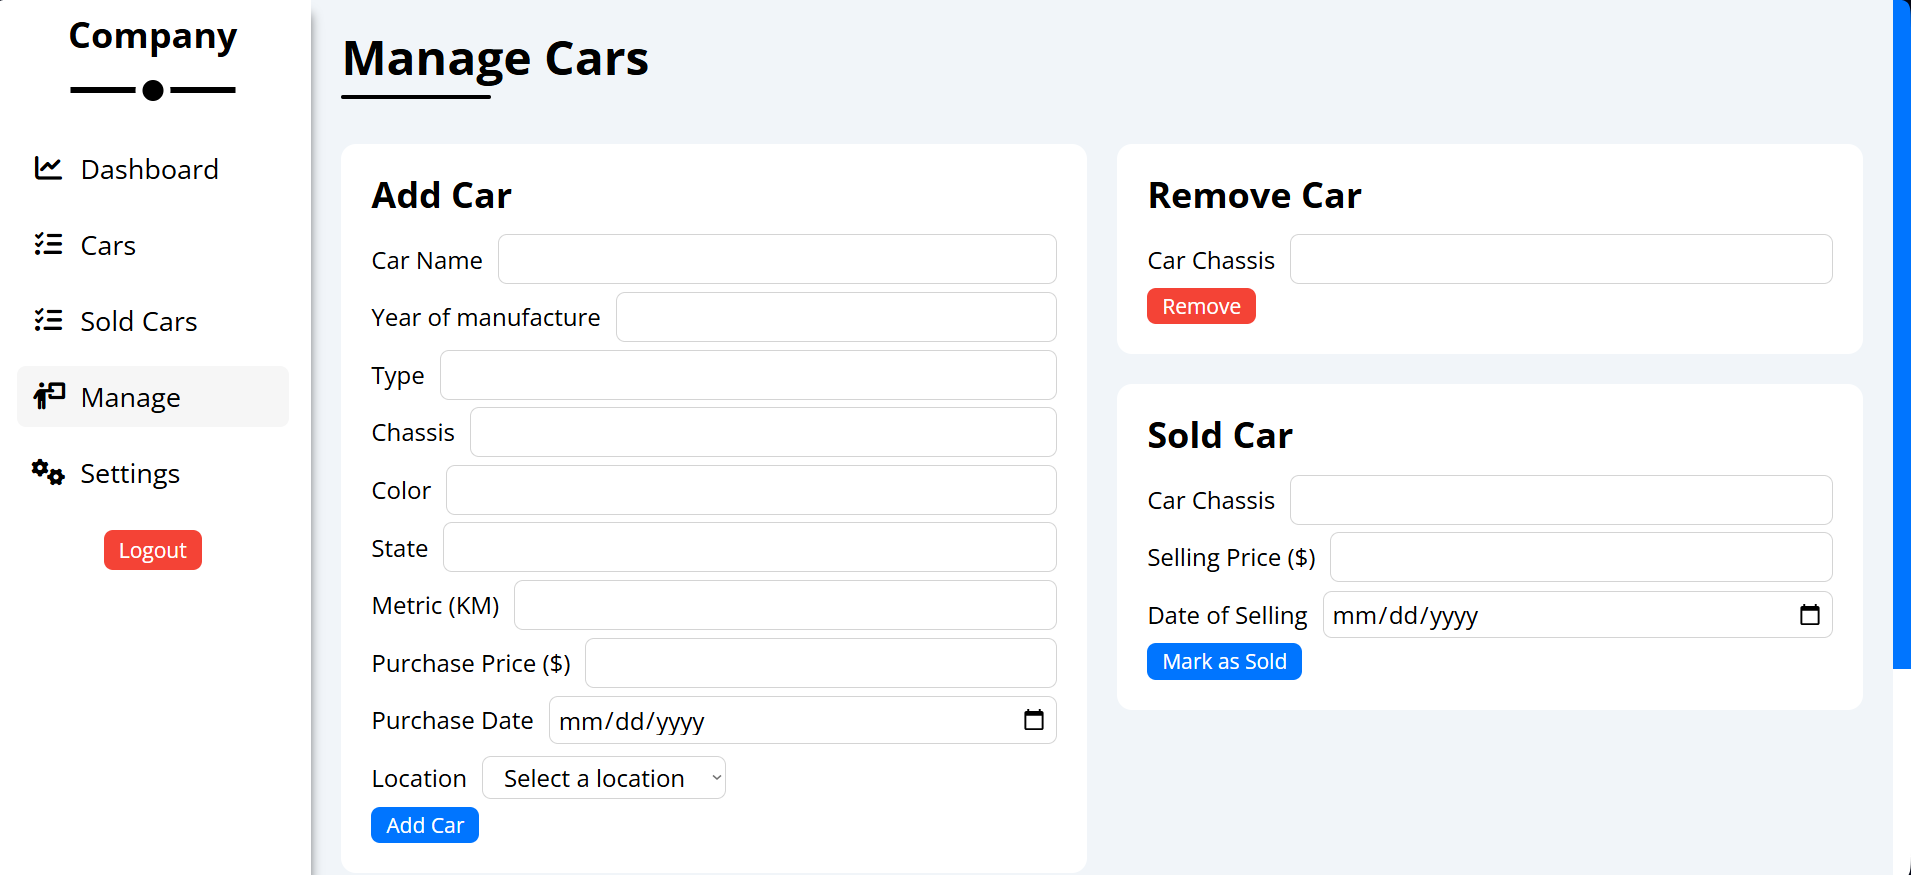 Company
Dashboard
Cars
Sold Cars
Manage
Settings
Logout
Manage Cars
Add Car
Car Name
Year of manufacture
Type
Chassis
Color
State
Metric (KM)
Purchase Price ($)
Purchase Date mm/dd/yyyy
Location Select a location
Add Car
Remove Car
Car Chassis
Remove
Sold Car
Car Chassis
Selling Price ($)
Date of Selling mm/dd/yyyy
Mark as Sold